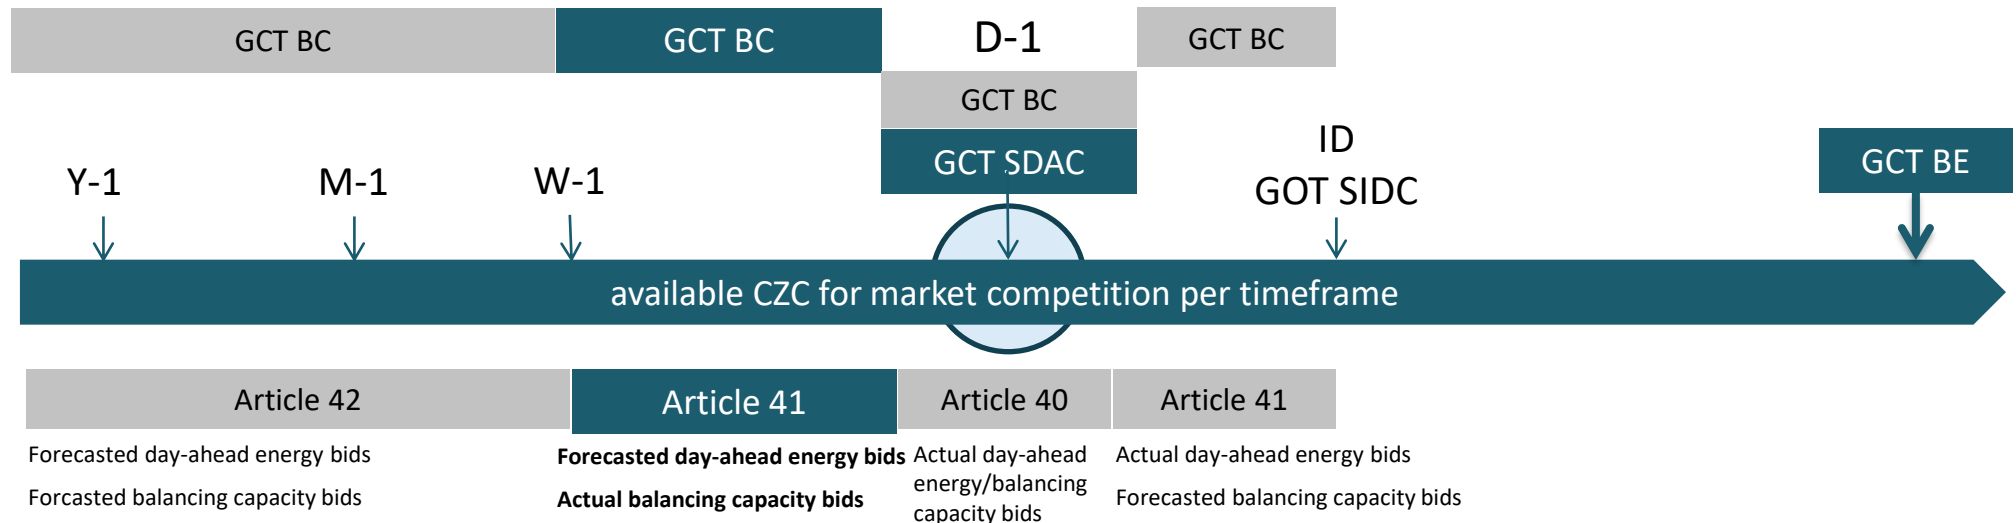 GCT BC
GCT BC
D-1
GCT BC
GCT BC
GCT SDAC
ID
GOT SIDC
GCT BE
Y-1
M-1
W-1
available CZC for market competition per timeframe
Article 42
Article 41
Article 40
Article 41
Forecasted day-ahead energy bids
Forcasted balancing capacity bids
Forecasted day-ahead energy bids
Actual balancing capacity bids
Actual day-ahead
energy/balancing
capacity bids
Actual day-ahead energy bids
Forecasted balancing capacity bids